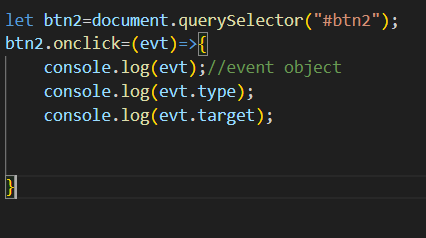 let btn2=document.querySelector("#btn2");
btn2.onclick=(evt)=>{
    console.log(evt);//event object
    console.log(evt.type);
    console.log(evt.target);
}